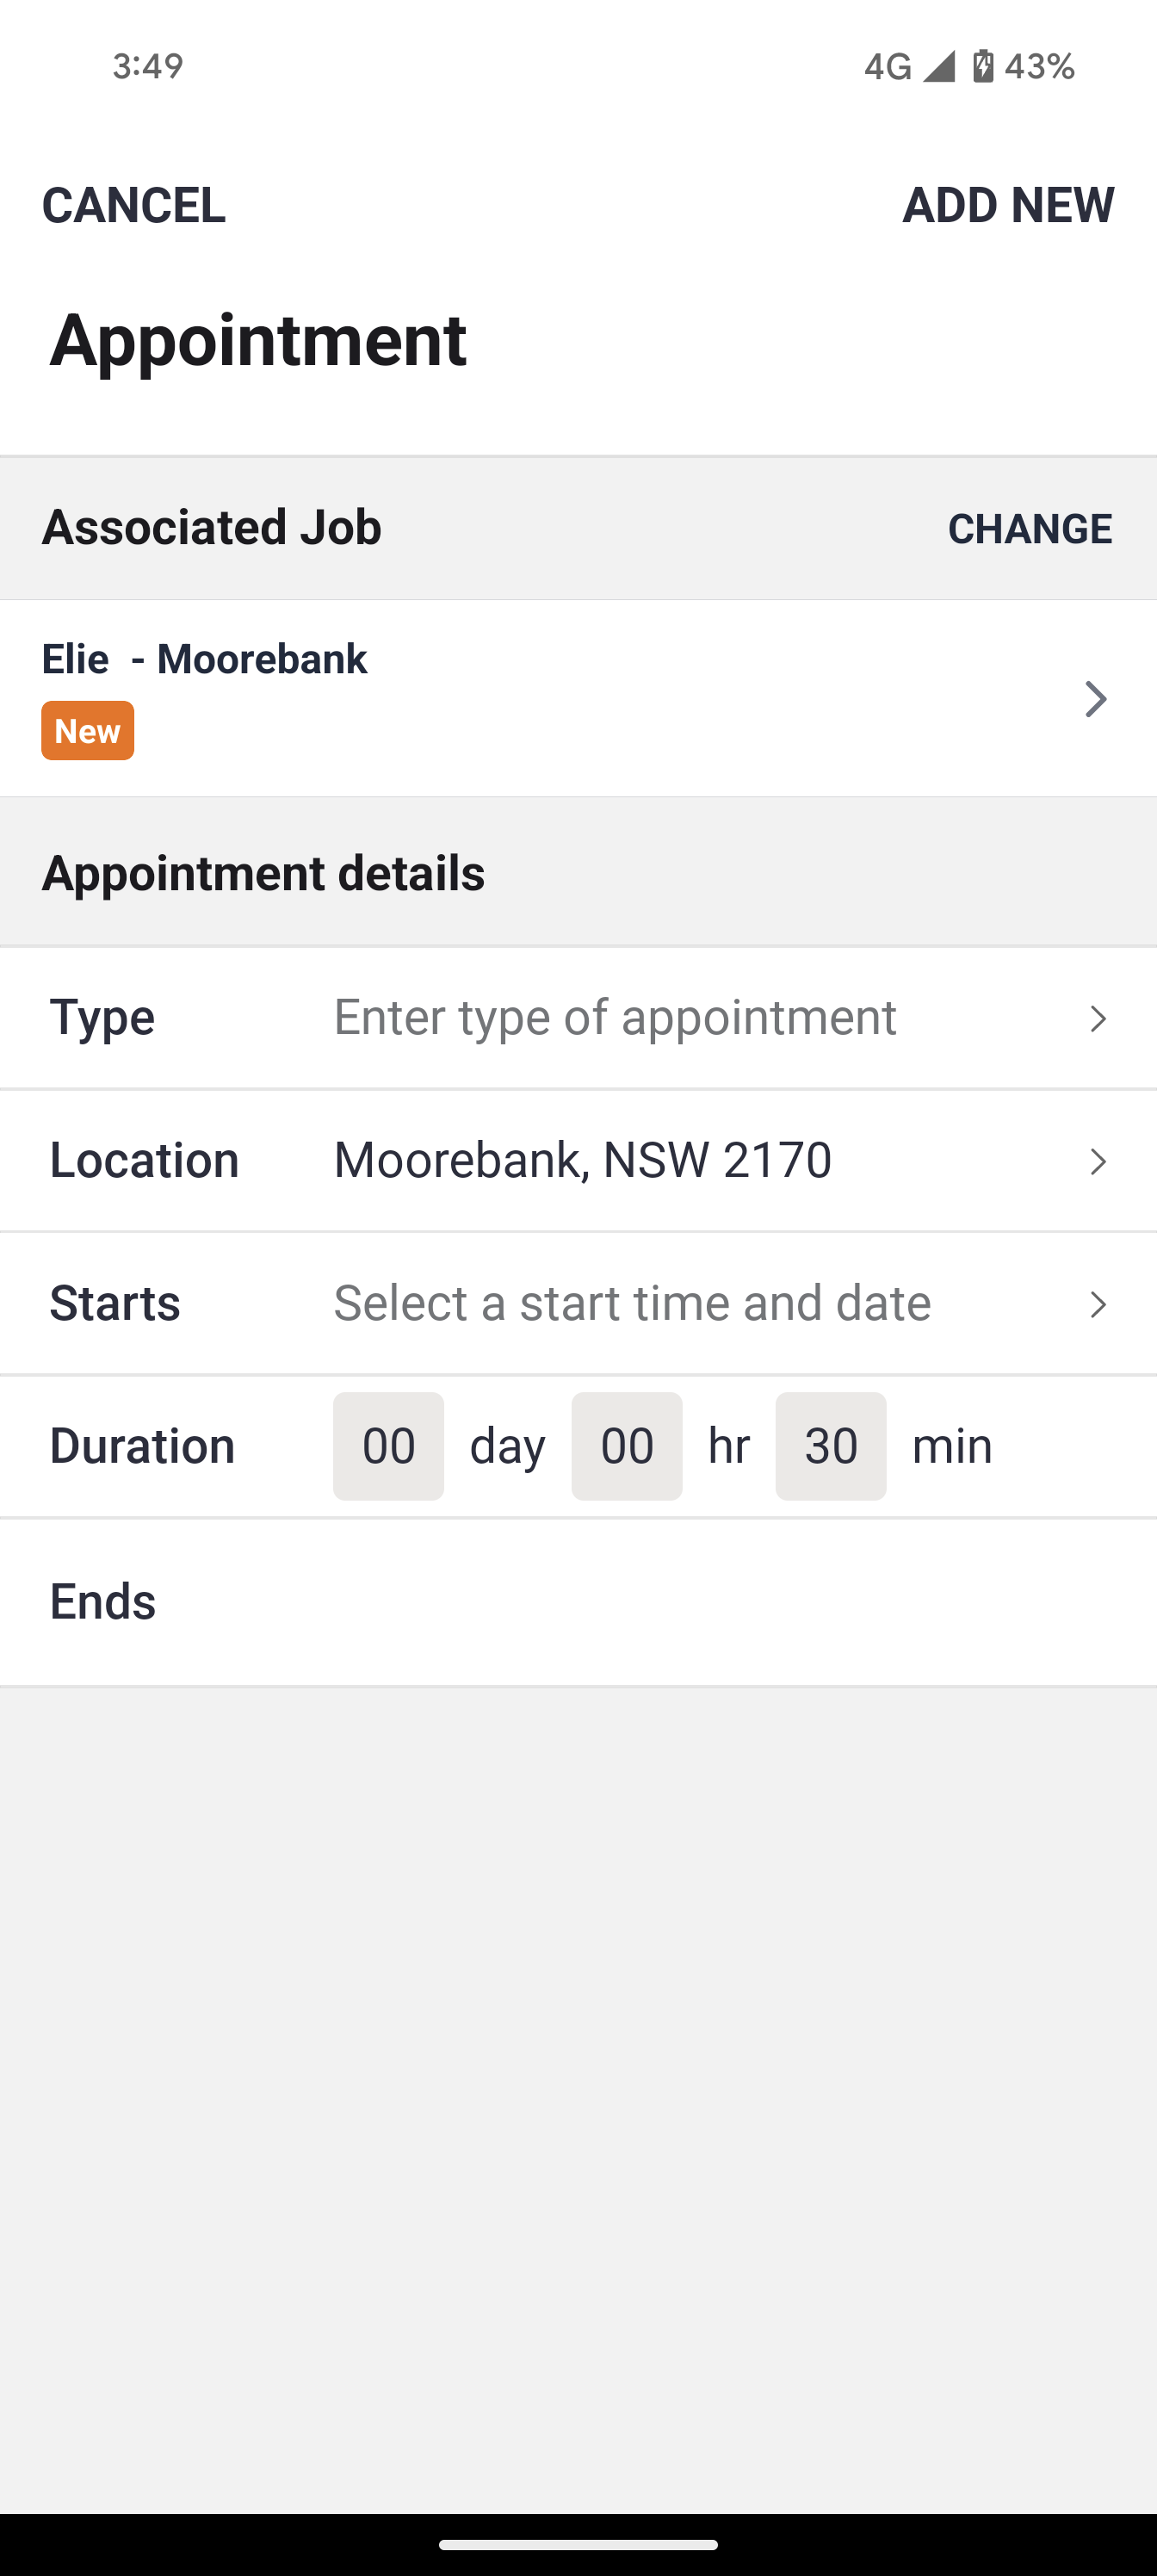 3:49 4G 43%
CANCEL ADD NEW
Appointment
Associated Job CHANGE
Elie - Moorebank
New
Appointment details
Type Enter type of appointment
Location Moorebank, NSW 2170
Starts Select a start time and date
Duration 00 day 00 hr 30 min
Ends